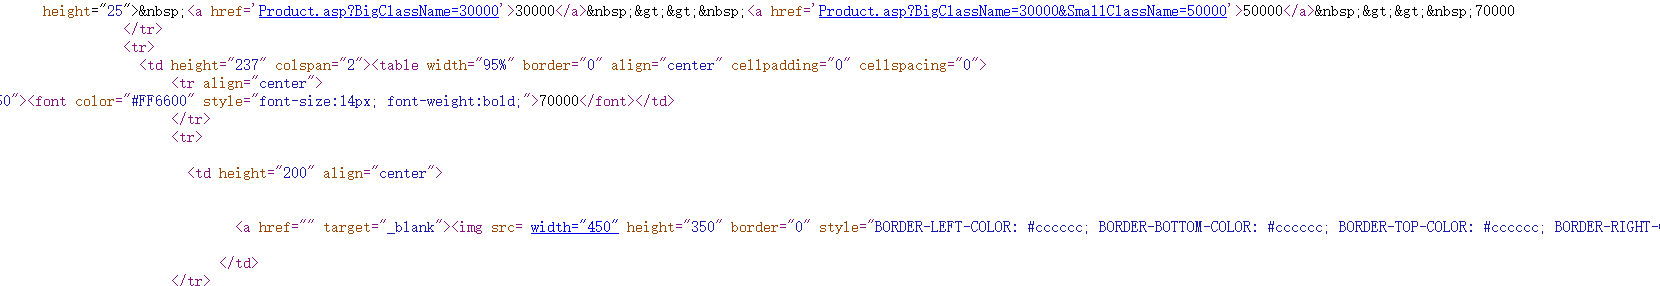 height="25">&nbsp;<a href='Product.asp?BigClassName=30000'>30000</a>&nbsp;&gt;&gt;&nbsp;<a href='Product.asp?BigClassName=30000&SmallClassName=50000'>50000</a>&nbsp;&gt;&gt;&nbsp;70000
</tr>
<tr>
<td height="237" colspan="2"><table width="95%" border="0" align="center" cellpadding="0" cellspacing="0">
<tr align="center">
0"><font color="#FF6600" style="font-size:14px; font-weight:bold;">70000</font></td>
</tr>
<tr>
<td height="200" align="center">
<a href="" target="_blank"><img src= width="450" height="350" border="0" style="BORDER-LEFT-COLOR: #cccccc; BORDER-BOTTOM-COLOR: #cccccc; BORDER-TOP-COLOR: #cccccc; BORDER-RIGHT-
</td>
</tr>